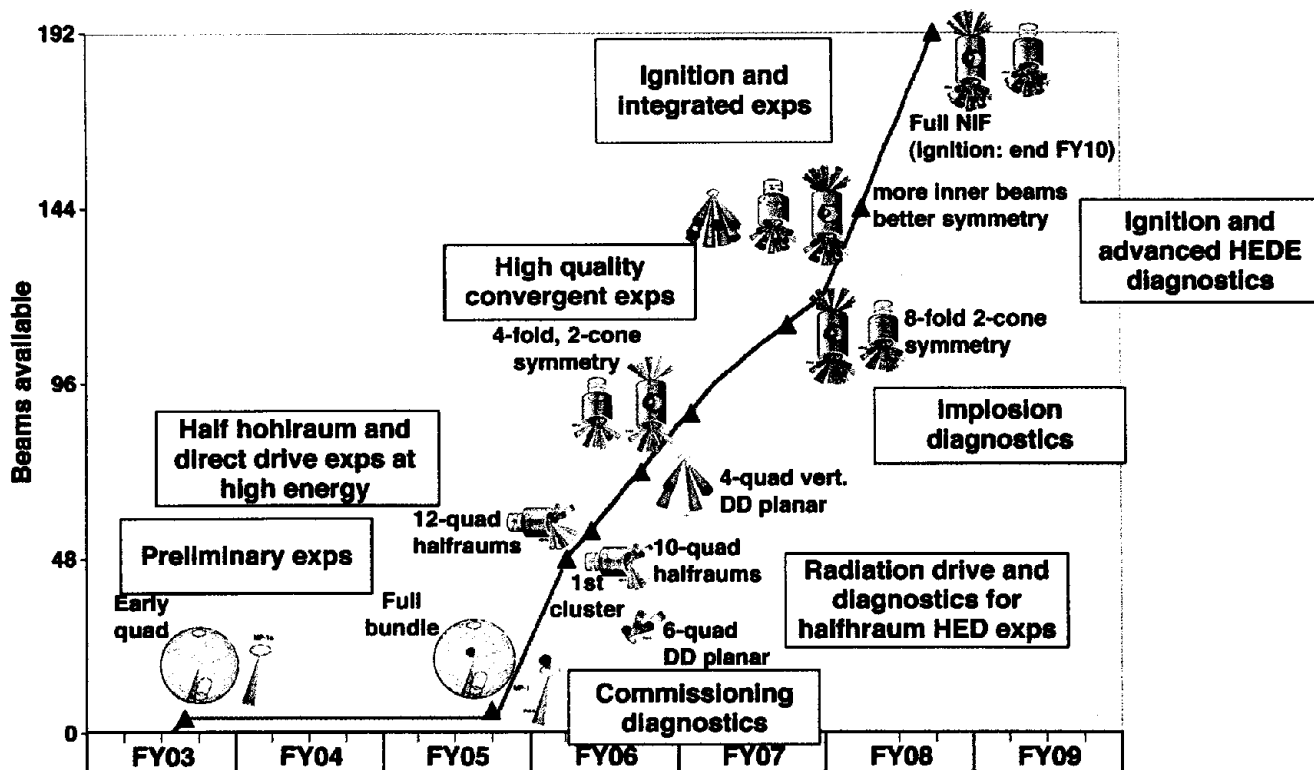 192
144
96
48
0
Beams available
FY03
FY04
FY05
FY06
FY07
FY08
FY09
Ignition and
integrated exps
Full NIF
(Ignition: end FY10)
more inner beams
better symmetry
Ignition and
advanced HEDE
diagnostics
High quality
convergent exps
4-fold, 2-cone
symmetry
8-fold 2-cone
symmetry
Implosion
diagnostics
Half hohlraum and
direct drive exps at
high energy
4-quad vert.
DD planar
12-quad
halfraums
Preliminary exps
10-quad
halfraums
1st
cluster
Radiation drive and
diagnostics for
halfhraum HED exps
Early
quad
Full
bundle
6-quad
DD planar
Commissioning
diagnostics